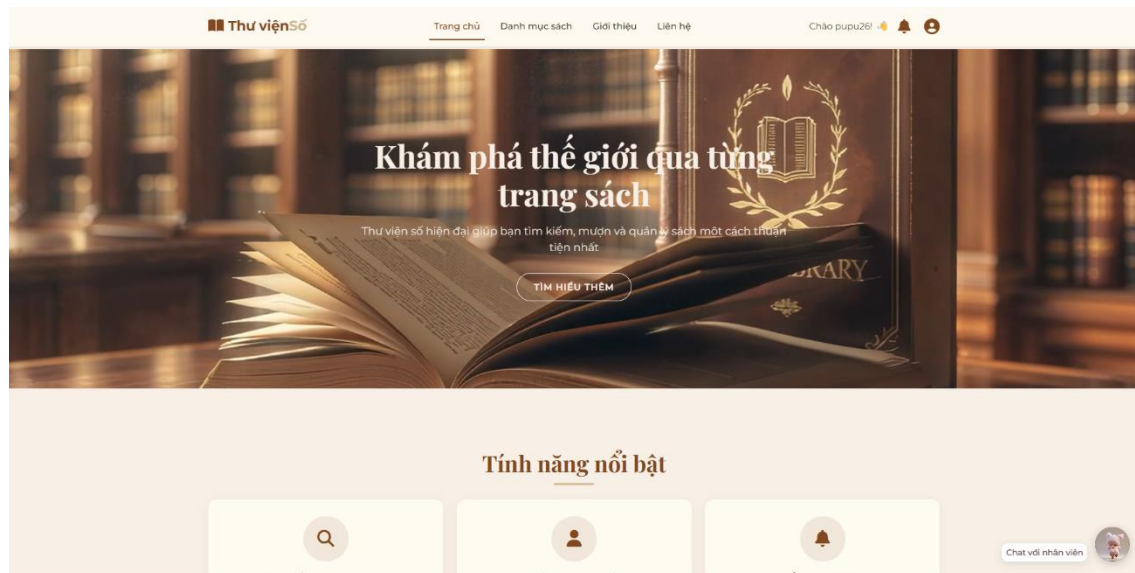 Thư việnSố
Trang chủ
Danh mục sách
Giới thiệu
Liên hệ
Chào pupu26! 👋
Khám phá thế giới qua từng
trang sách
Thư viện số hiện đại giúp bạn tìm kiếm, mượn và quản lý sách một cách thuận
tiện nhất
TÌM HIỂU THÊM
Tính năng nổi bật
Chat với nhân viên